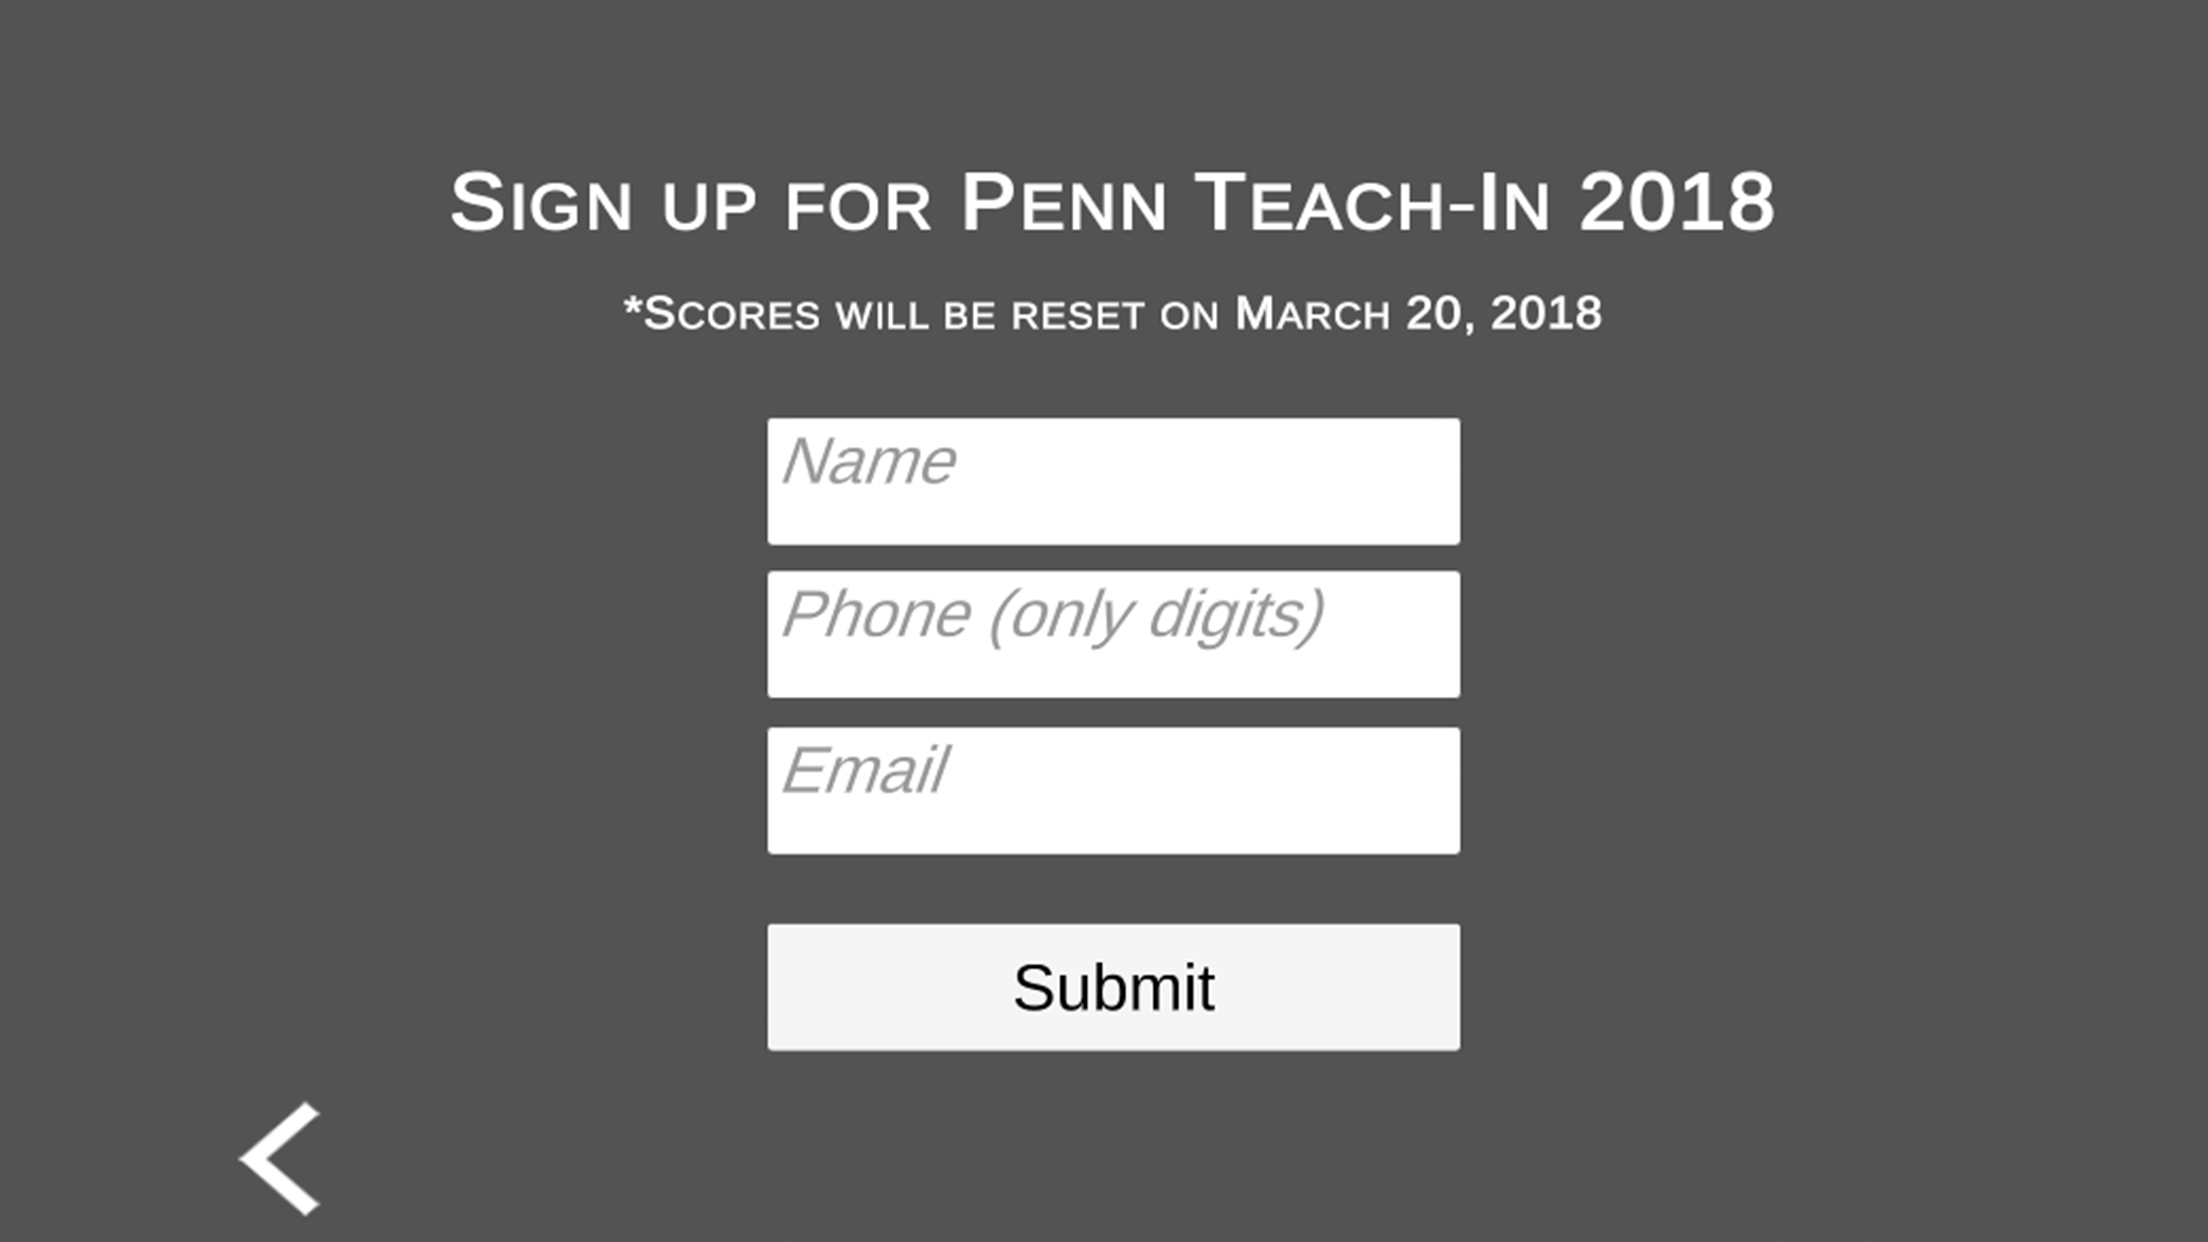 Sign up for Penn Teach-In 2018
*Scores will be reset on March 20, 2018
Name
Phone (only digits)
Email
Submit